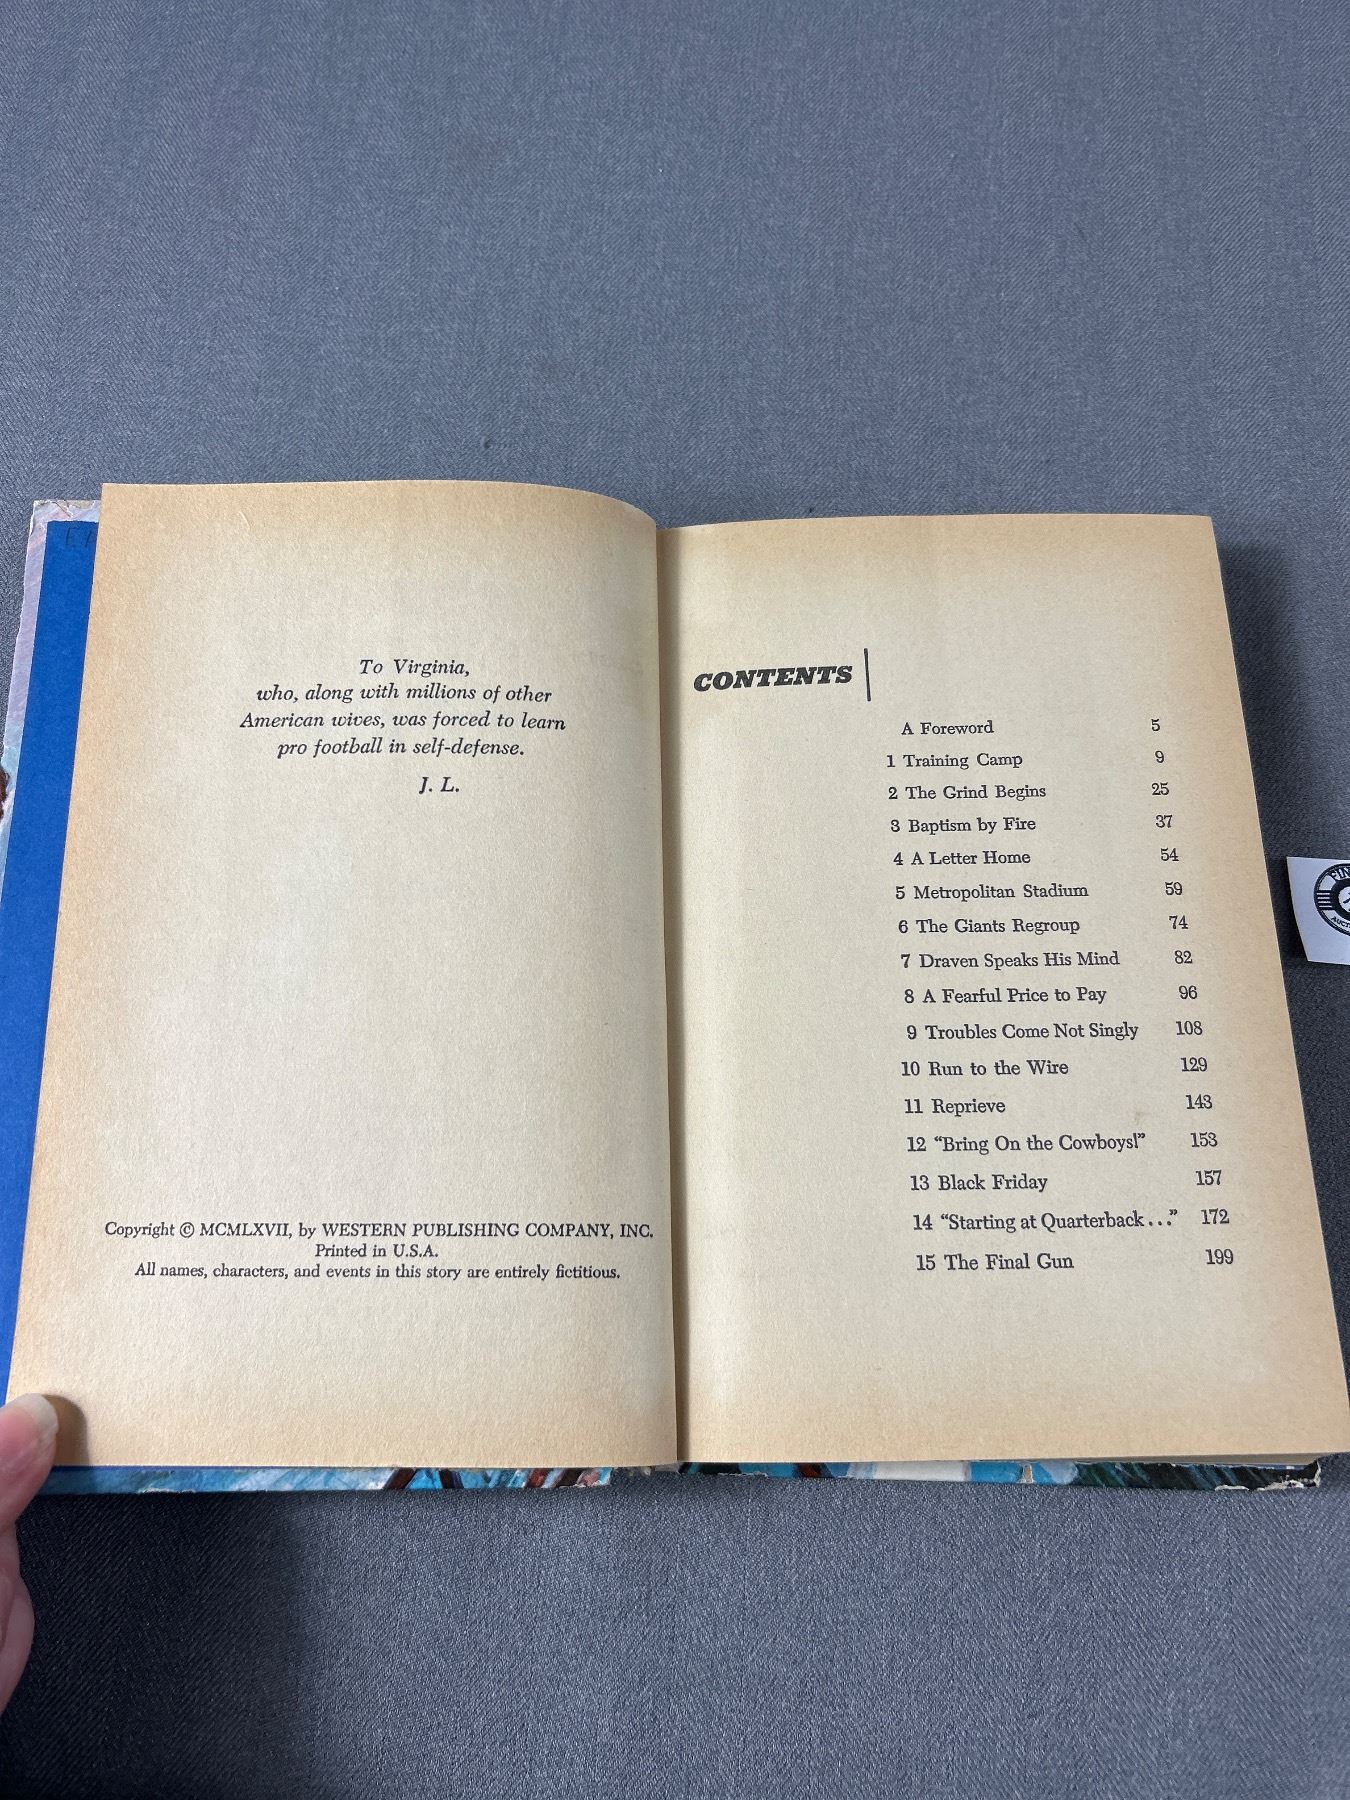 To Virginia,
who, along with millions of other
American wives, was forced to learn
pro football in self-defense.
J. L.
Copyright © MCMLXVII, by WESTERN PUBLISHING COMPANY, INC.
Printed in U.S.A.
All names, characters, and events in this story are entirely fictitious.
CONTENTS
A Foreword 5
1 Training Camp 9
2 The Grind Begins 25
3 Baptism by Fire 37
4 A Letter Home 54
5 Metropolitan Stadium 59
6 The Giants Regroup 74
7 Draven Speaks His Mind 82
8 A Fearful Price to Pay 96
9 Troubles Come Not Singly 108
10 Run to the Wire 129
11 Reprieve 143
12 “Bring On the Cowboys!” 153
13 Black Friday 157
14 “Starting at Quarterback...” 172
15 The Final Gun 199